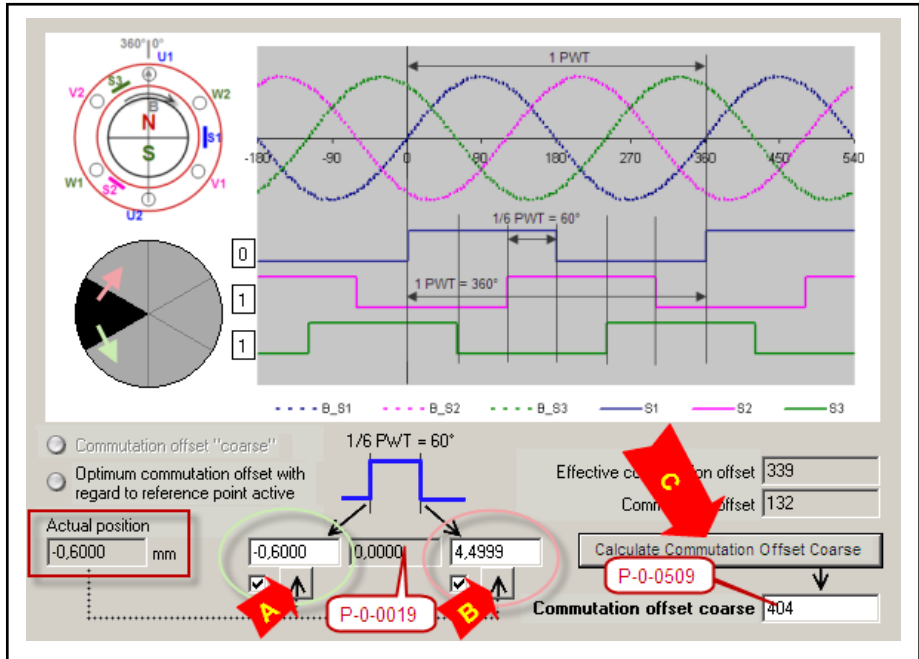 360° 0°
U1
S3
V2
W2
B
N
S1
S
W1
V1
S2
U2
1 PWT
-180 -90 0 90 180 270 360 450 540
1/6 PWT = 60°
0
1 PWT = 360°
1
1
B_S1 B_S2 B_S3 S1 S2 S3
Commutation offset "coarse"
1/6 PWT = 60°
Optimum commutation offset with
regard to reference point active
Effective offset 339
C
offset 132
Actual position
-0,6000 mm
-0,6000 0,0000 4,4999
Calculate Commutation Offset Coarse
P-0-0509
A
P-0-0019
B
Commutation offset coarse 404